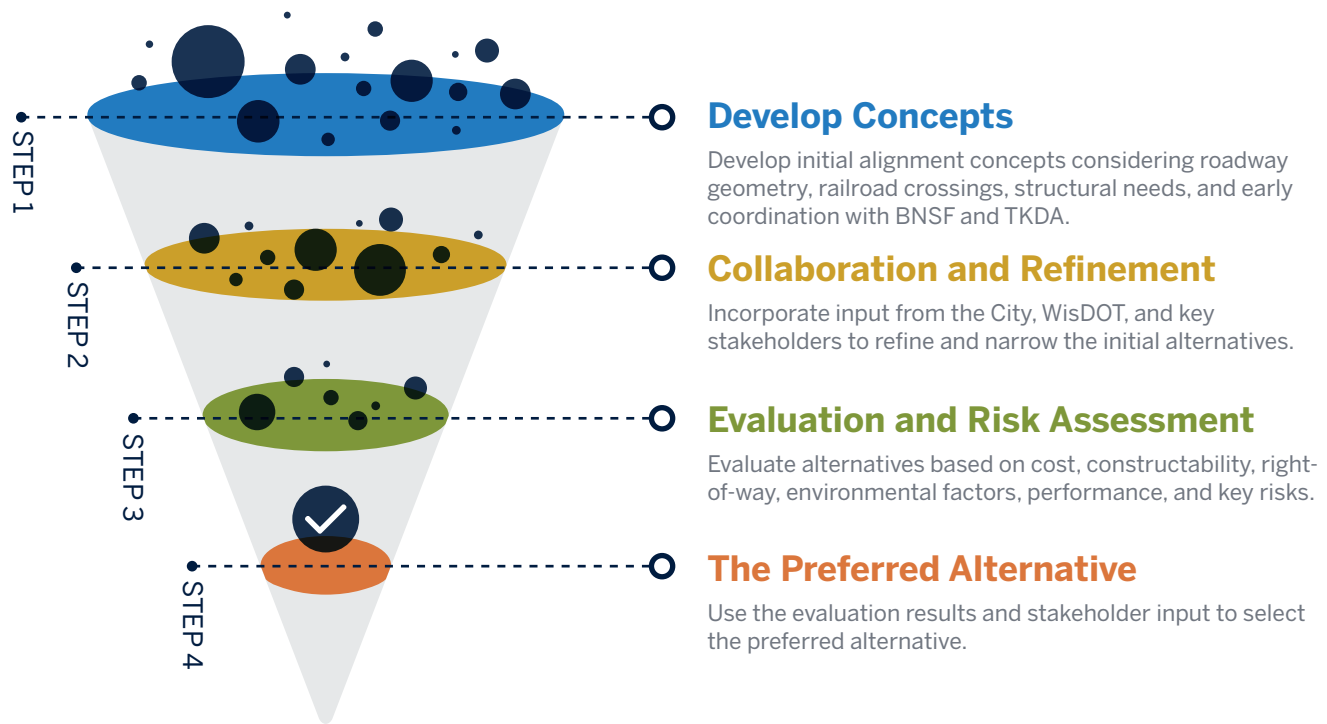 STEP 1
Develop Concepts
Develop initial alignment concepts considering roadway
geometry, railroad crossings, structural needs, and early
coordination with BNSF and TKDA.
STEP 2
Collaboration and Refinement
Incorporate input from the City, WisDOT, and key
stakeholders to refine and narrow the initial alternatives.
STEP 3
Evaluation and Risk Assessment
Evaluate alternatives based on cost, constructability, right-
of-way, environmental factors, performance, and key risks.
STEP 4
The Preferred Alternative
Use the evaluation results and stakeholder input to select
the preferred alternative.